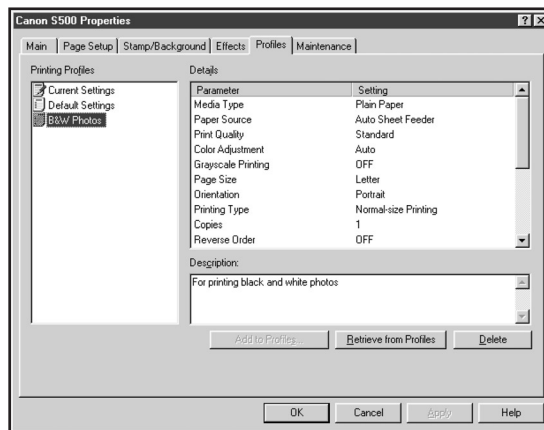 Canon S500 Properties
Main Page Setup Stamp/Background Effects Profiles Maintenance
Printing Profiles
Current Settings
Default Settings
B&W Photos
Details
Parameter Setting
Media Type Plain Paper
Paper Source Auto Sheet Feeder
Print Quality Standard
Color Adjustment Auto
Grayscale Printing OFF
Page Size Letter
Orientation Portrait
Printing Type Normal-size Printing
Copies 1
Reverse Order OFF
Description:
For printing black and white photos
Add to Profiles... Retrieve from Profiles Delete
OK Cancel Apply Help